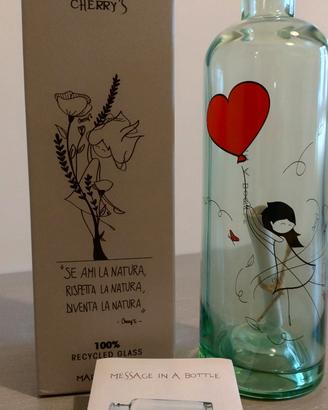 CHERRY'S
"SE AMI LA NATURA,
RISPETTA LA NATURA,
DIVENTA LA NATURA"
- Cherry's -
100%
RECYCLED GLASS
MESSAGE IN A BOTTLE